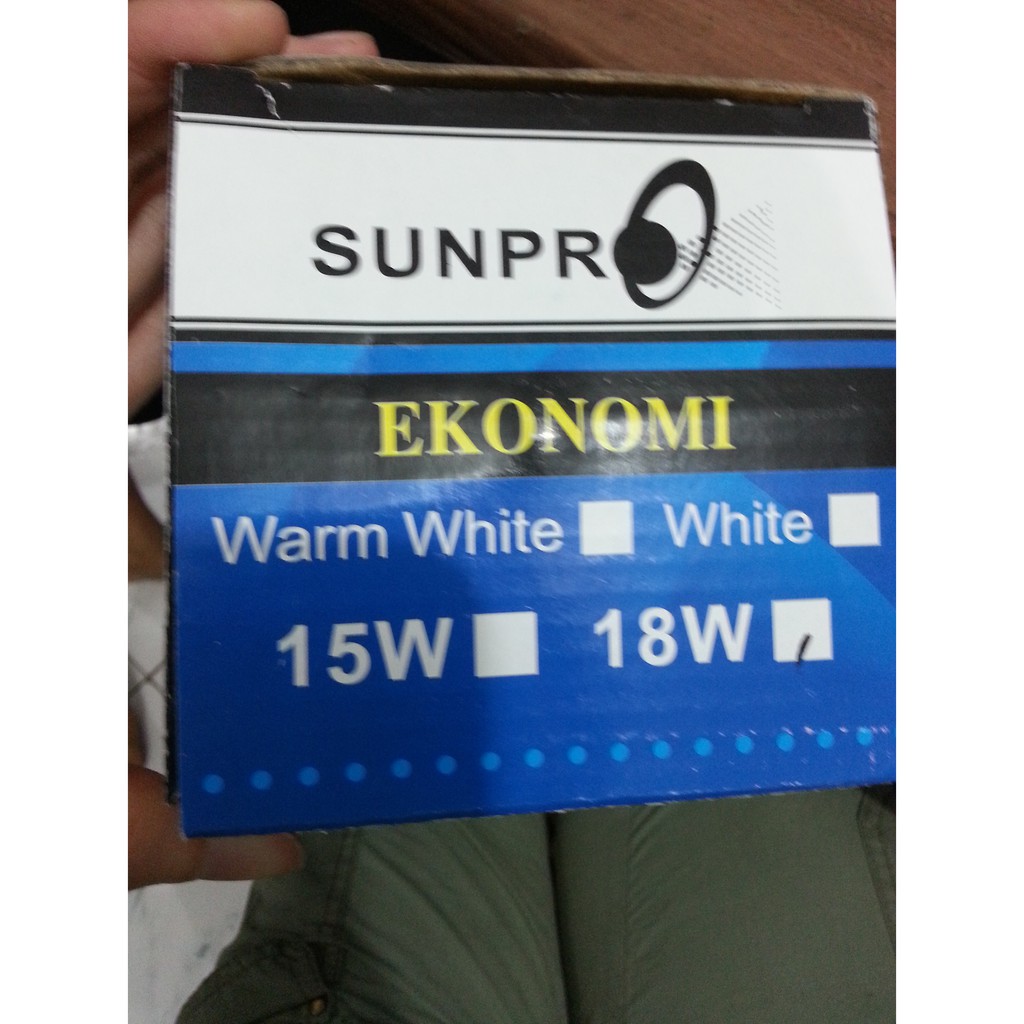 SUNPRO
EKONOMI
Warm White White
15W 18W